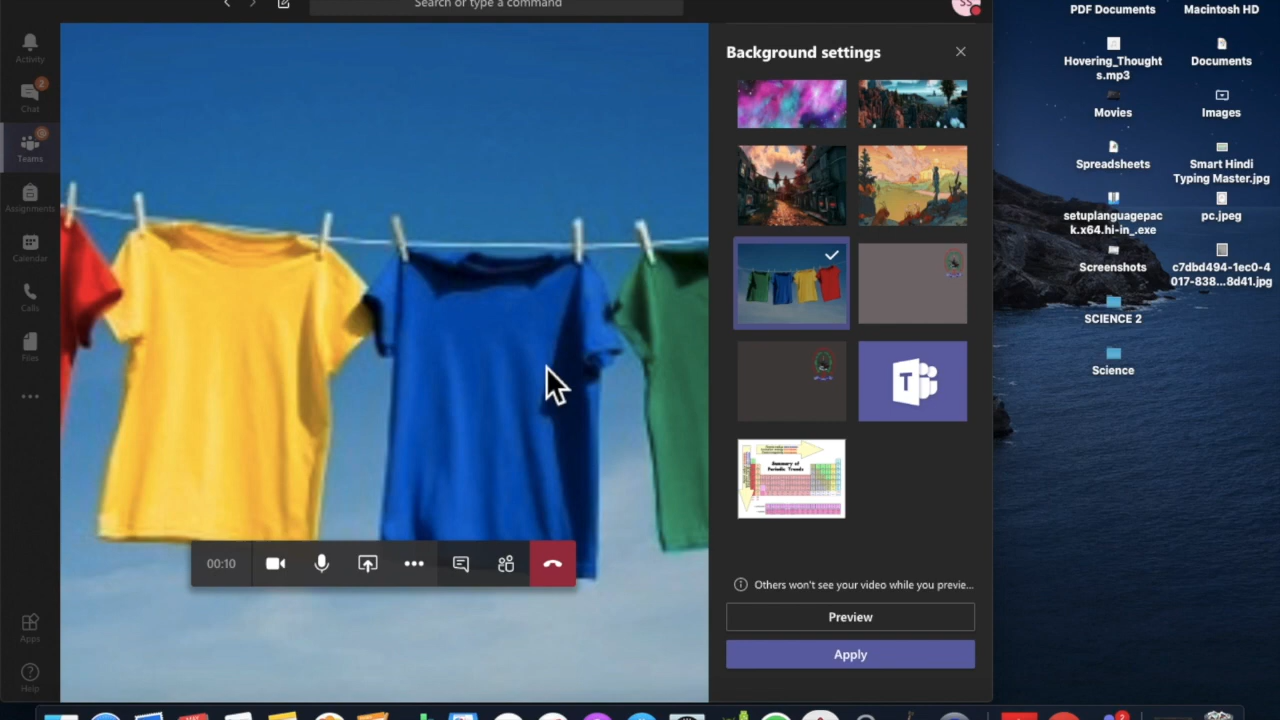 Search or type a command
SS
PDF Documents
Macintosh HD
Activity
2
Chat
Teams
Assignments
Calendar
Calls
Files
Apps
Help
00:10
Background settings
T
Summary of
Periodic Trends
Others won't see your video while you previe...
Preview
Apply
Hovering_Thought
s.mp3
Documents
Movies
Images
Spreadsheets
Smart Hindi
Typing Master.jpg
setuplanguagepac
k.x64.hi-in_.exe
pc.jpeg
Screenshots
c7dbd494-1ec0-4
017-838...8d41.jpg
SCIENCE 2
Science